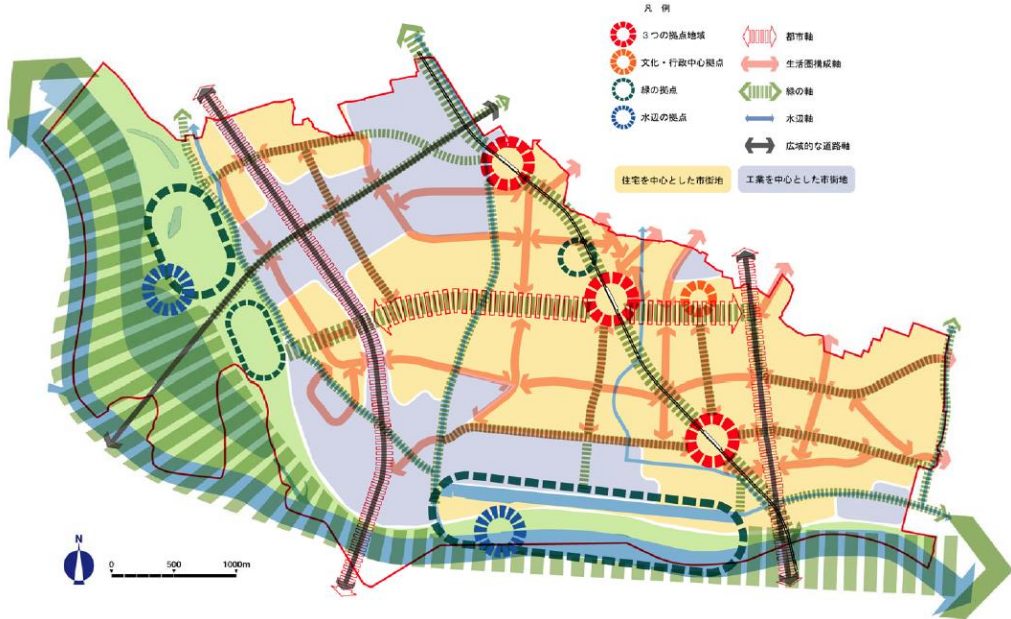 凡 例
3つの拠点地域
文化・行政中心拠点
緑の拠点
水辺の拠点
都市軸
生活圏構成軸
緑の軸
水辺軸
広域的な道路軸
住宅を中心とした市街地
工業を中心とした市街地
N
0 500 1000m